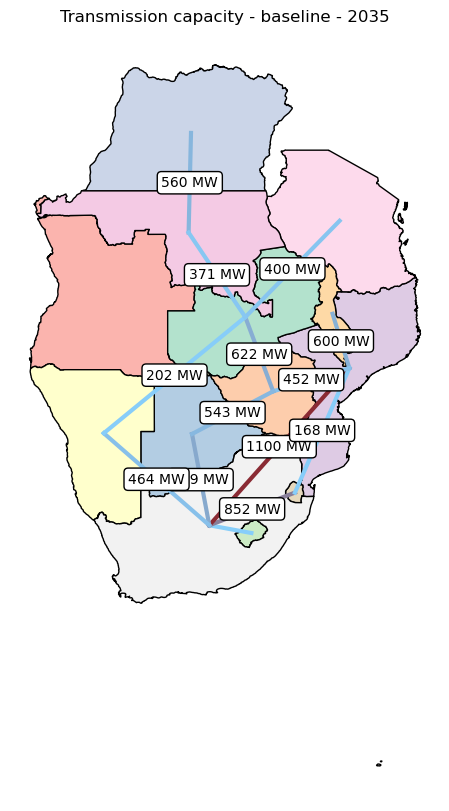 Transmission capacity - baseline - 2035
560 MW
371 MW
400 MW
600 MW
622 MW
202 MW
452 MW
543 MW
168 MW
1100 MW
464 MW
9 MW
852 MW